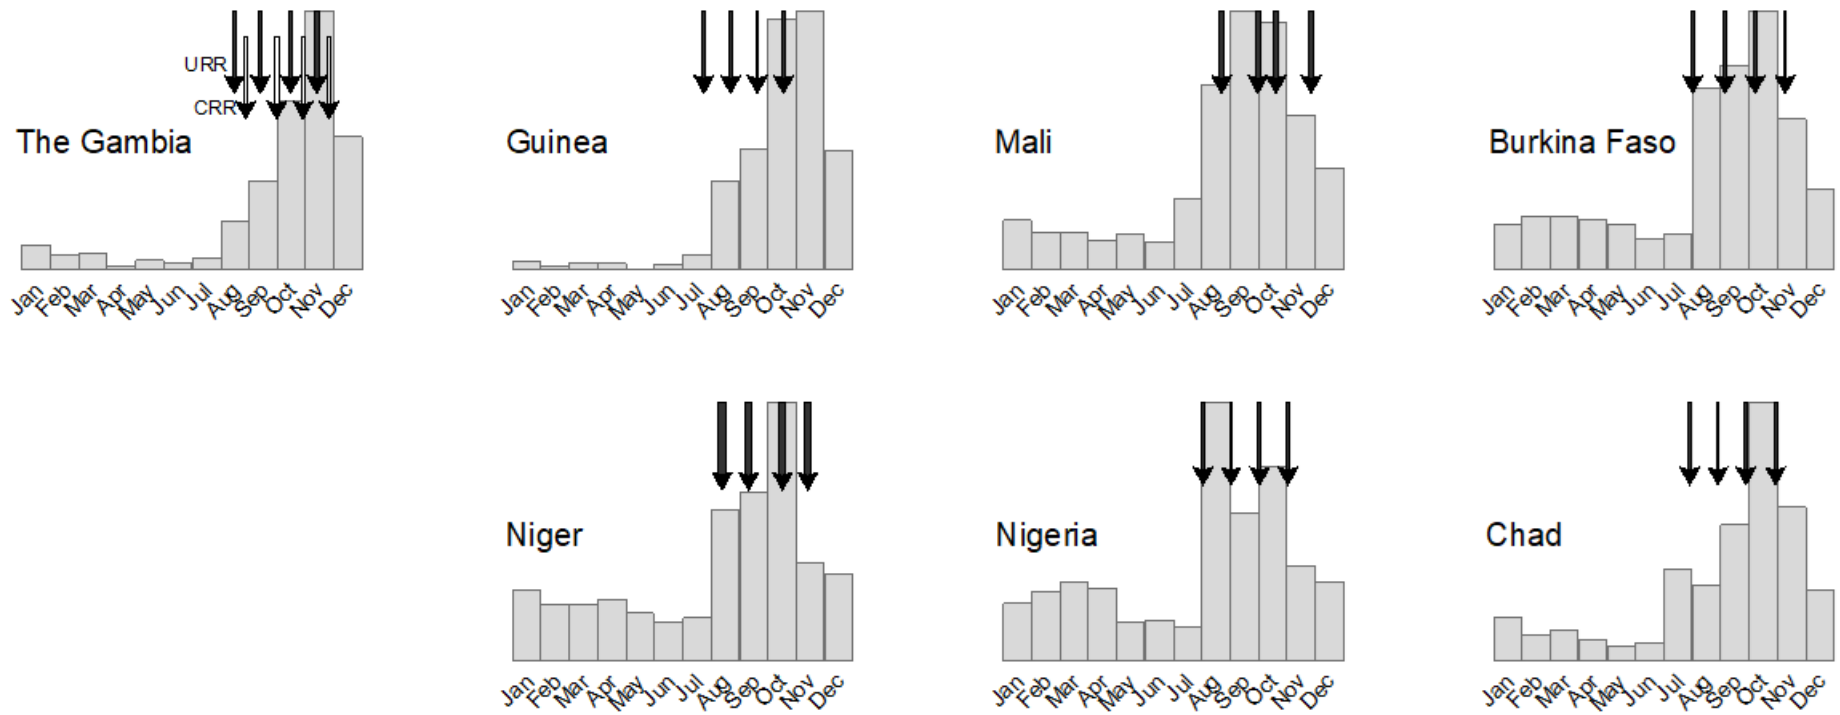 URR
CRR
The Gambia
Jan Feb Mar Apr May Jun Jul Aug Sep Oct Nov Dec
Guinea
Jan Feb Mar Apr May Jun Jul Aug Sep Oct Nov Dec
Mali
Jan Feb Mar Apr May Jun Jul Aug Sep Oct Nov Dec
Burkina Faso
Jan Feb Mar Apr May Jun Jul Aug Sep Oct Nov Dec
Niger
Jan Feb Mar Apr May Jun Jul Aug Sep Oct Nov Dec
Nigeria
Jan Feb Mar Apr May Jun Jul Aug Sep Oct Nov Dec
Chad
Jan Feb Mar Apr May Jun Jul Aug Sep Oct Nov Dec